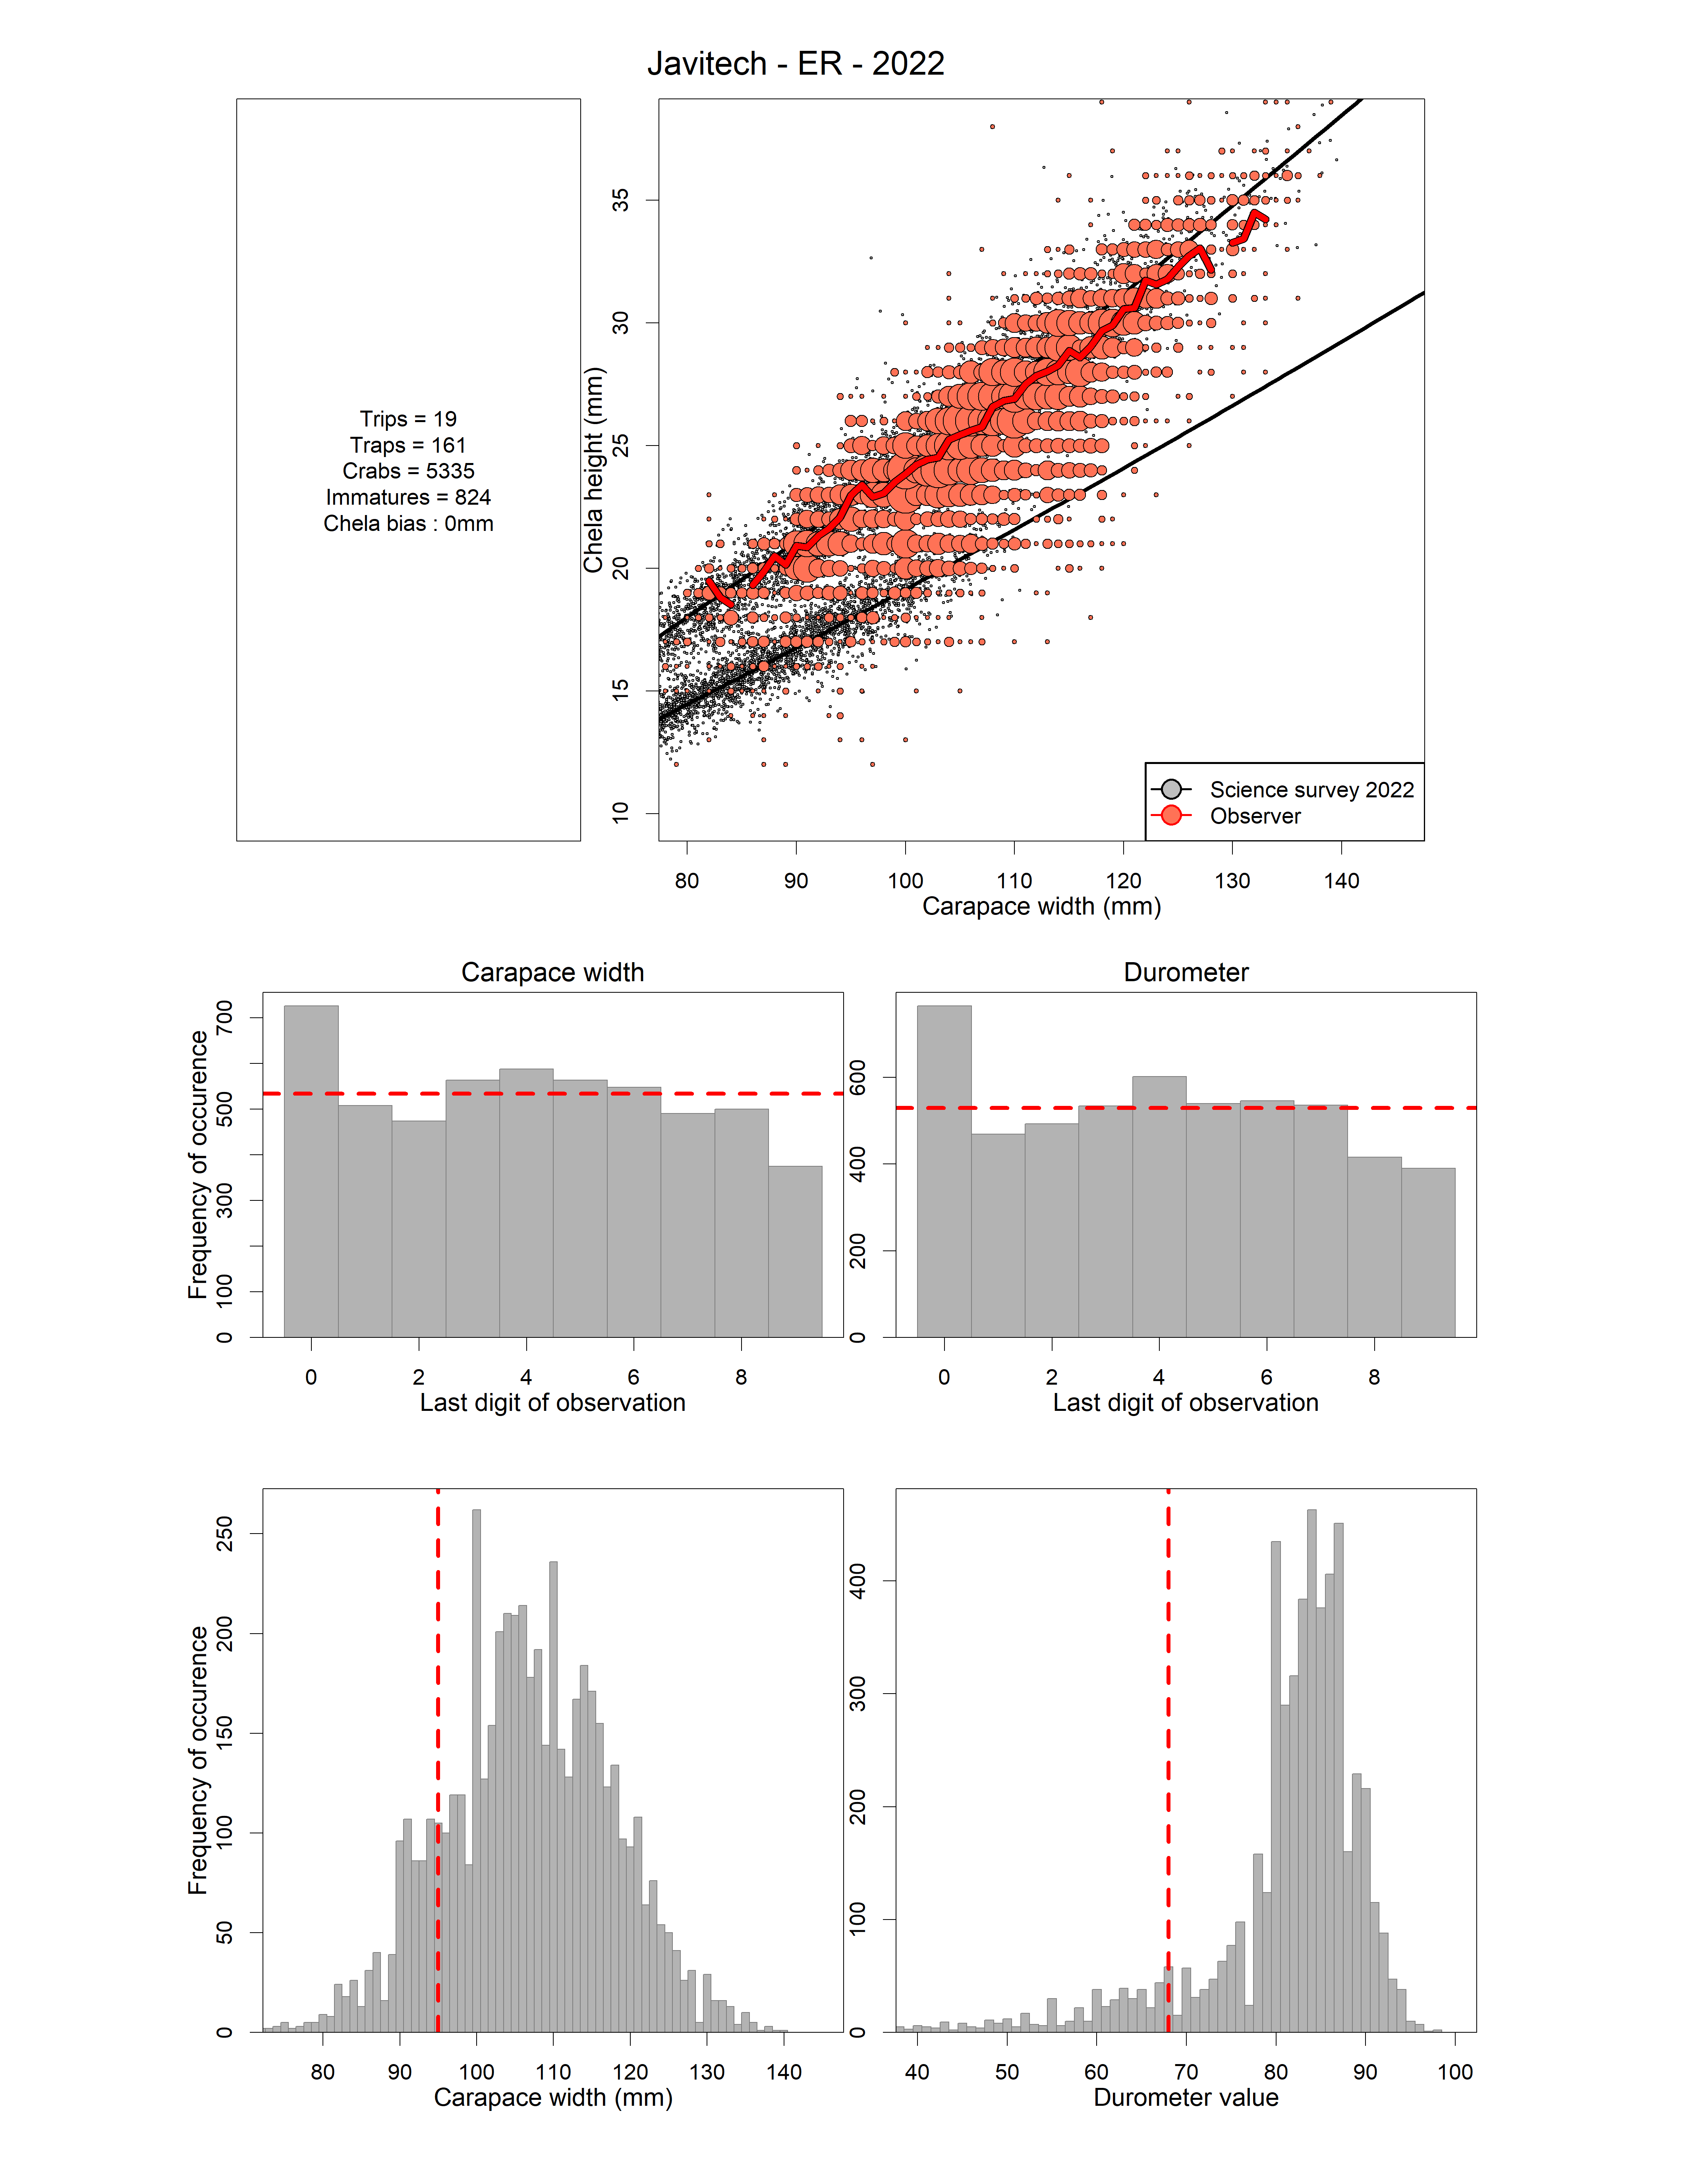 Javitech - ER - 2022
Trips = 19
Traps = 161
Crabs = 5335
Immatures = 824
Chela bias : 0mm
Chela height (mm)
35
30
25
20
15
10
Science survey 2022
Observer
80 90 100 110 120 130 140
Carapace width (mm)
Carapace width
Frequency of occurence
700
500
300
100
0
0 2 4 6 8
Last digit of observation
Durometer
600
400
200
0
0 2 4 6 8
Last digit of observation
Frequency of occurence
250
200
150
100
50
0
80 90 100 110 120 130 140
Carapace width (mm)
400
300
200
100
0
40 50 60 70 80 90 100
Durometer value